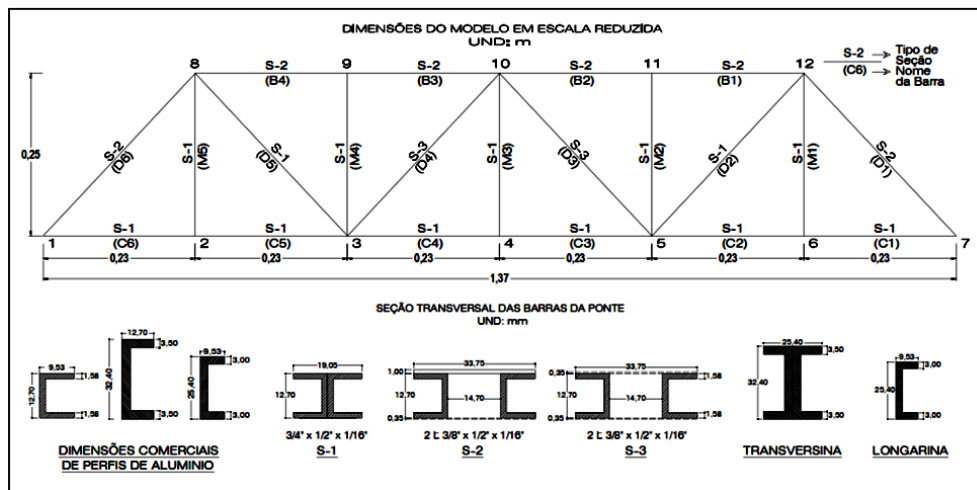 DIMENSÕES DO MODELO EM ESCALA REDUZIDA
UND: m
S-2 Tipo de Seção
(C6) Nome da Barra
8 9 10 11 12
S-2 S-2 S-2 S-2
(B4) (B3) (B2) (B1)
0,25
S-2 (D6)
S-1 (M5)
S-1 (D5)
S-1 (M4)
S-3 (D4)
S-1 (M3)
S-3 (D3)
S-1 (M2)
S-1 (D2)
S-1 (M1)
S-2 (D1)
S-1 S-1 S-1 S-1 S-1 S-1
(C6) (C5) (C4) (C3) (C2) (C1)
1 2 3 4 5 6 7
0,23 0,23 0,23 0,23 0,23 0,23
1,37
SEÇÃO TRANSVERSAL DAS BARRAS DA PONTE
UND: mm
9,53
12,70
1,58
1,58
12,70
32,40
3,50
3,50
9,53
25,40
3,00
3,00
19,05
12,70
33,75
1,00
12,70
0,35
14,70
33,75
0,35
12,70
0,35
14,70
1,58
1,58
25,40
32,40
3,50
3,50
9,53
25,40
3,00
3,00
3/4" x 1/2" x 1/16"
S-1
2 [ 3/8" x 1/2" x 1/16"
S-2
2 [ 3/8" x 1/2" x 1/16"
S-3
DIMENSÕES COMERCIAIS
DE PERFIS DE ALUMINIO
TRANSVERSINA
LONGARINA